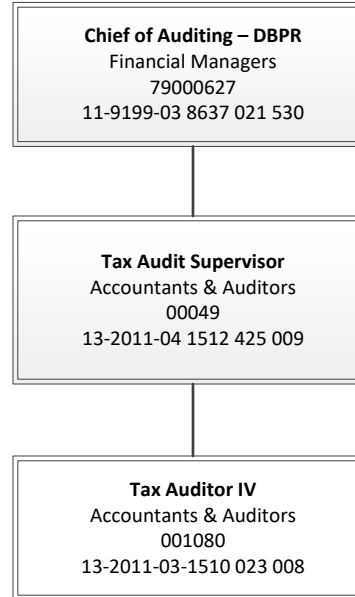 Chief of Auditing – DBPR
Financial Managers
79000627
11-9199-03 8637 021 530
Tax Audit Supervisor
Accountants & Auditors
00049
13-2011-04 1512 425 009
Tax Auditor IV
Accountants & Auditors
001080
13-2011-03-1510 023 008